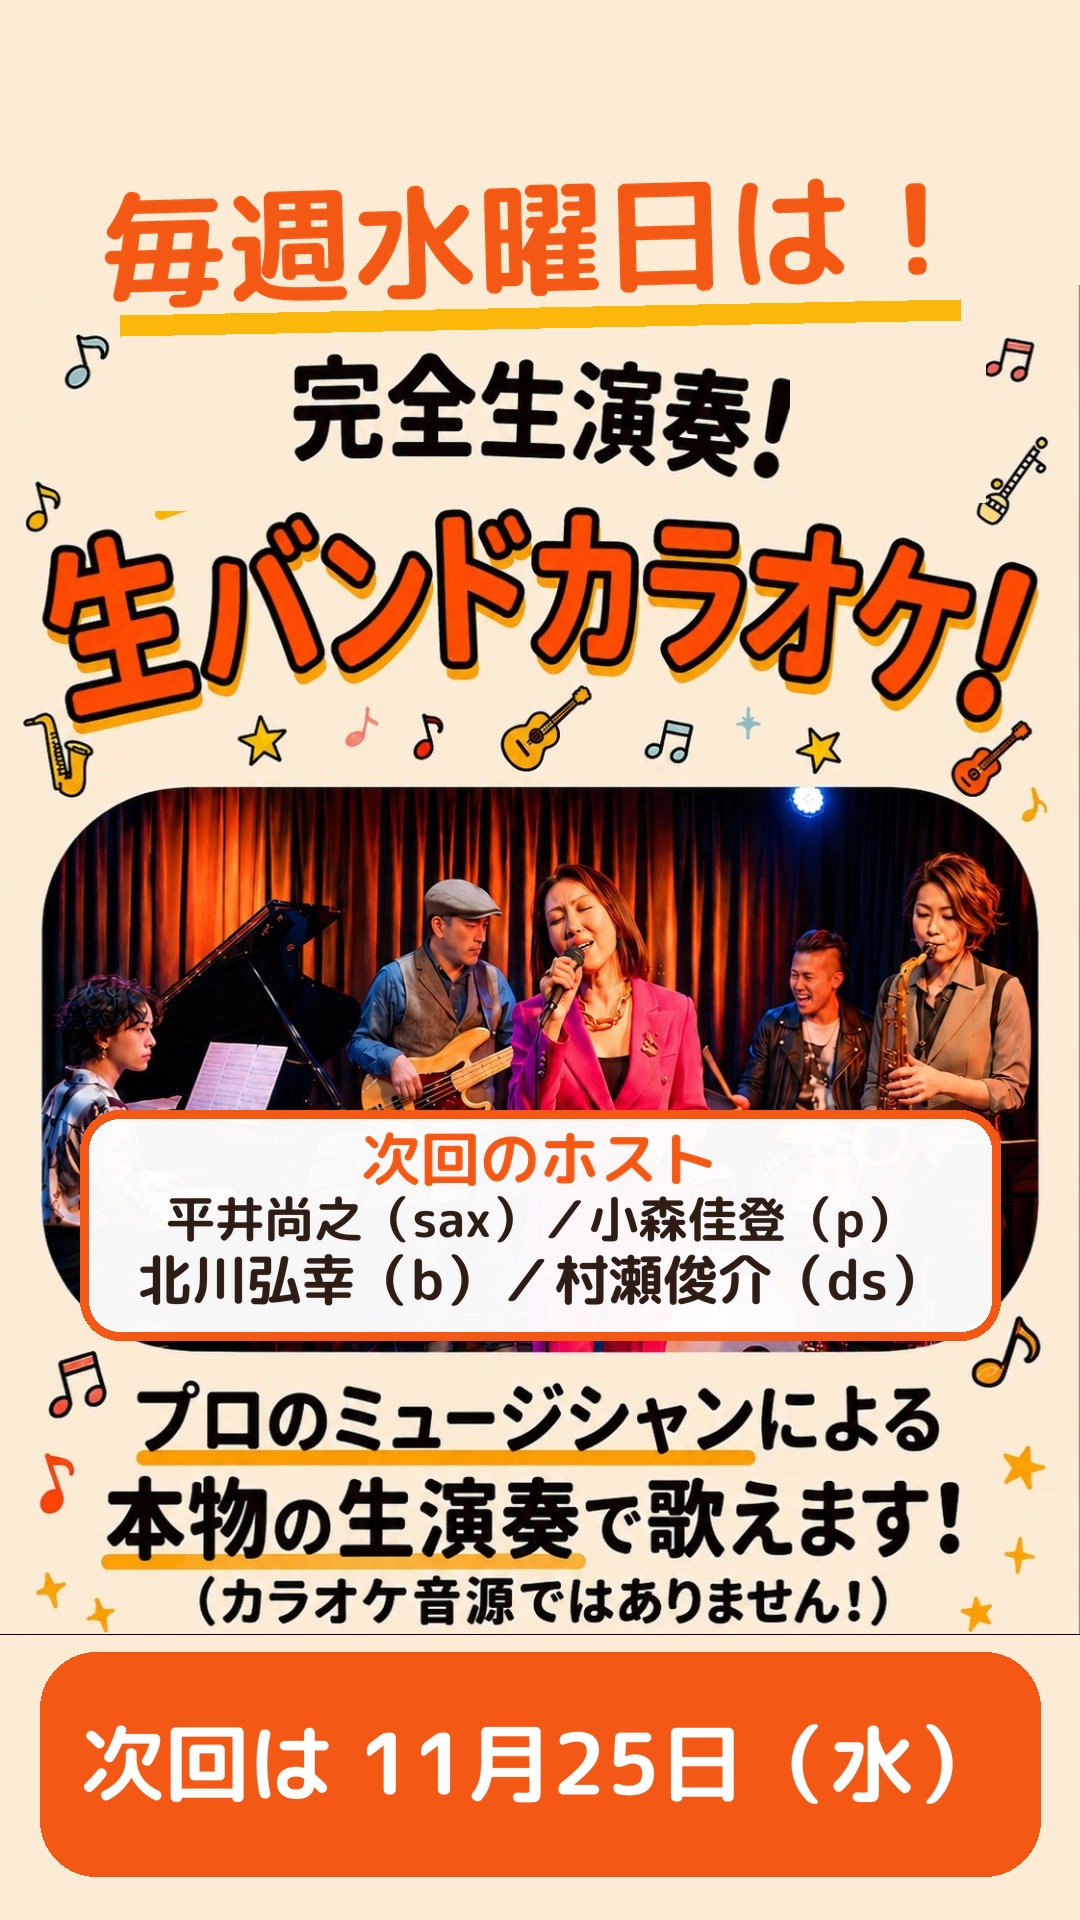 毎週水曜日は！
完全生演奏!
生バンドカラオケ!
次回のホスト
平井尚之（sax）／小森佳登（p）
北川弘幸（b）／村瀬俊介（ds）
プロのミュージシャンによる
本物の生演奏で歌えます!
（カラオケ音源ではありません!）
次回は 11月25日（水）